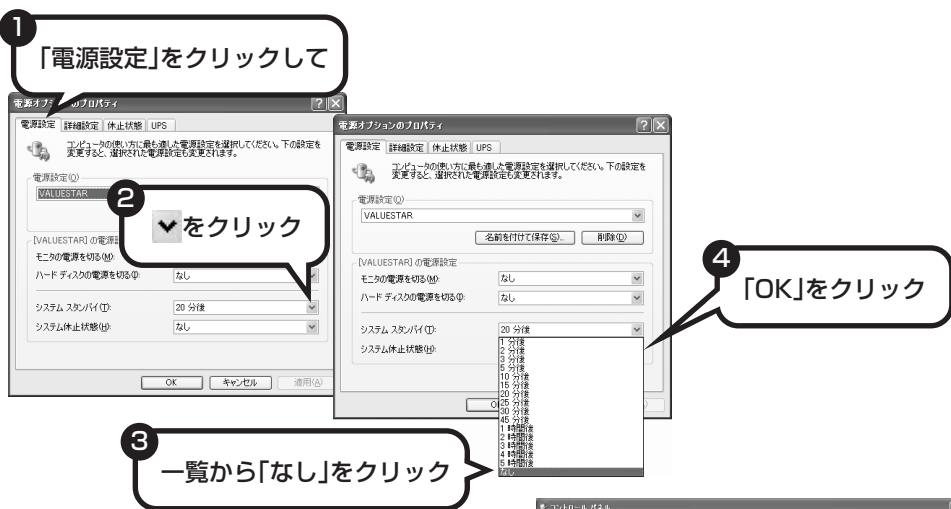 1
「電源設定」をクリックして
電源オプションのプロパティ
電源設定 詳細設定 休止状態 UPS
コンピュータの使い方に最も適した電源設定を選択してください。下の設定を
変更すると、選択された電源設定も変更されます。
電源設定(O)
VALUESTAR
2
をクリック
[VALUESTAR] の電源設
モニタの電源を切る(M):
ハード ディスクの電源を切る(I): なし
システム スタンバイ(T): 20 分後
システム休止状態(H): なし
OK キャンセル 適用(A)
電源オプションのプロパティ
電源設定 詳細設定 休止状態 UPS
コンピュータの使い方に最も適した電源設定を選択してください。下の設定を
変更すると、選択された電源設定も変更されます。
電源設定(O)
VALUESTAR
名前を付けて保存(S)... 削除(D)
[VALUESTAR] の電源設定
モニタの電源を切る(M): なし
ハード ディスクの電源を切る(I): なし
システム スタンバイ(T): 20 分後
システム休止状態(H):
1 分後
2 分後
3 分後
5 分後
10 分後
15 分後
20 分後
25 分後
30 分後
45 分後
1 時間後
2 時間後
3 時間後
4 時間後
5 時間後
なし
3
一覧から「なし」をクリック
4
「OK」をクリック
コントロール パネル